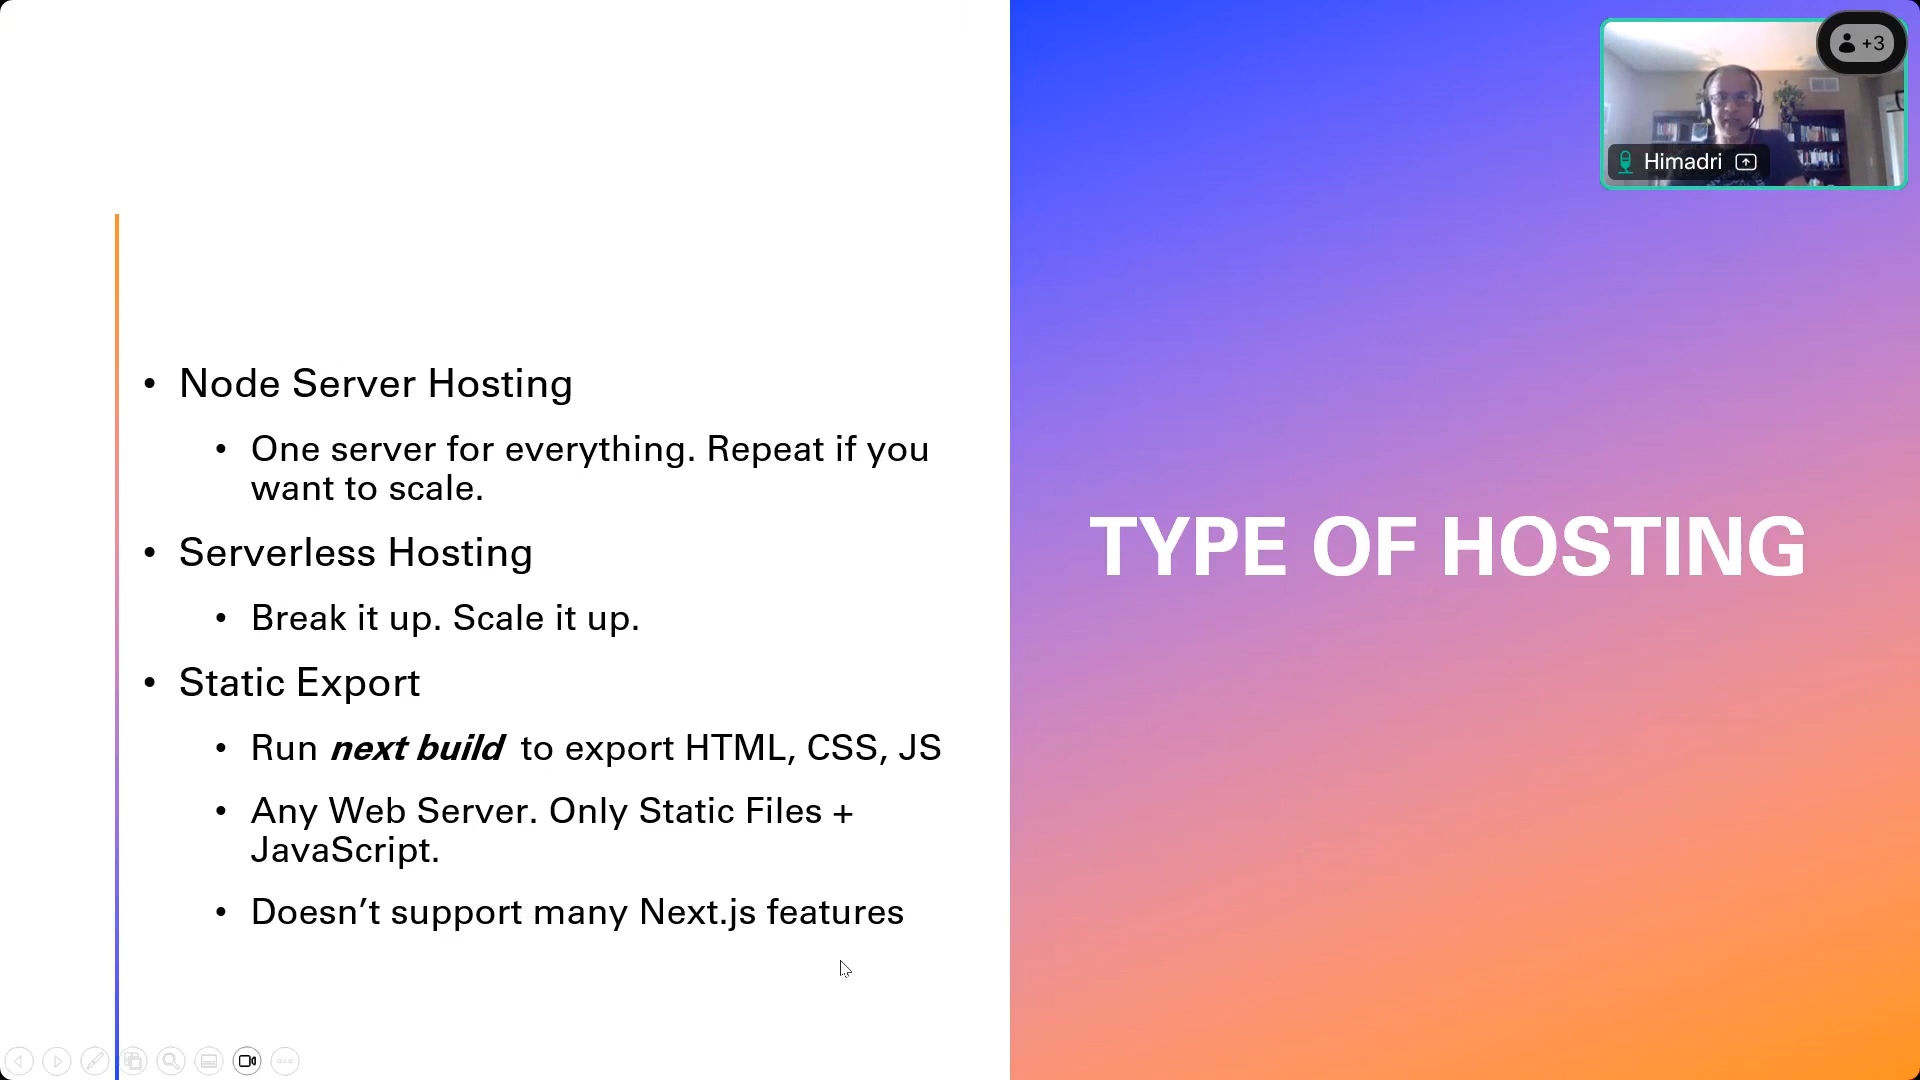 • Node Server Hosting
• One server for everything. Repeat if you
want to scale.
• Serverless Hosting
• Break it up. Scale it up.
• Static Export
• Run next build to export HTML, CSS, JS
• Any Web Server. Only Static Files +
JavaScript.
• Doesn’t support many Next.js features
TYPE OF HOSTING
+3
Himadri